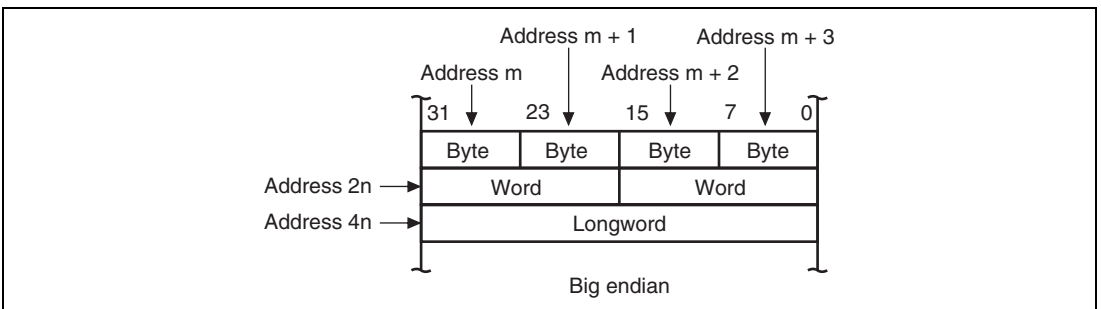 Address m + 1 Address m + 3
Address m Address m + 2
31 23 15 7 0
Byte Byte Byte Byte
Address 2n Word Word
Address 4n Longword
Big endian